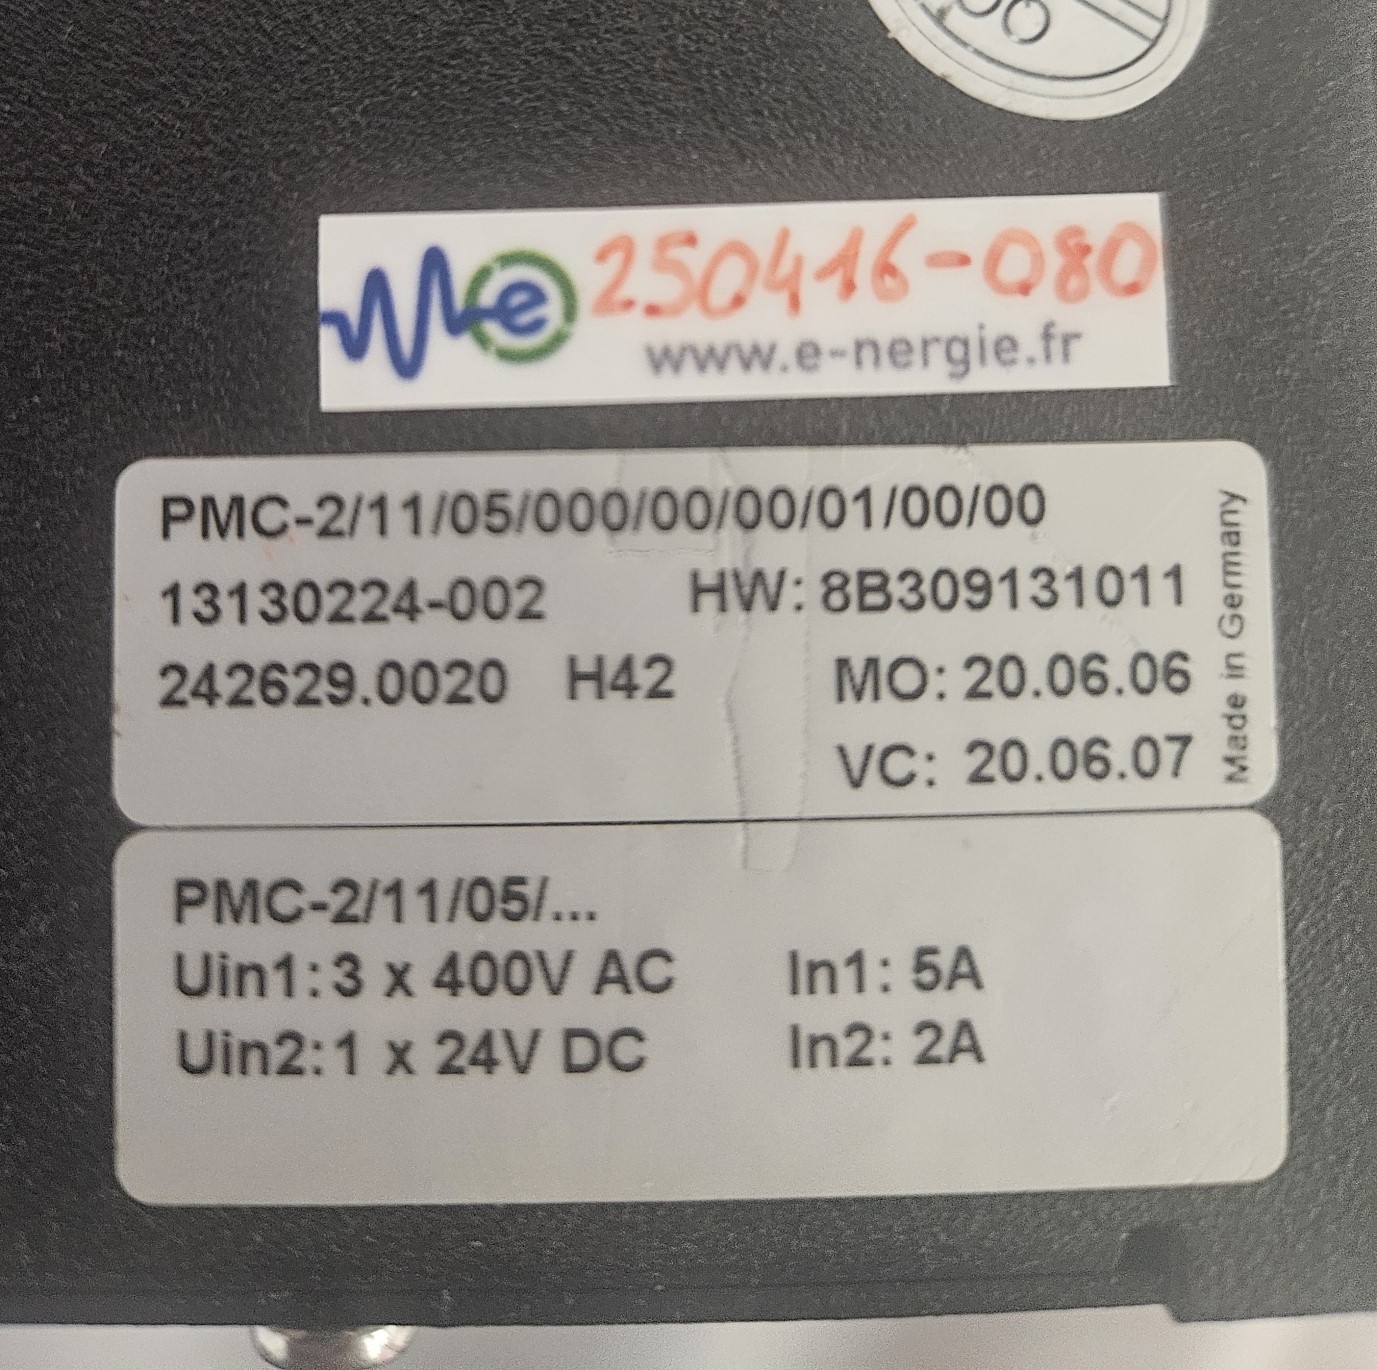 250416-080
www.e-nergie.fr
PMC-2/11/05/000/00/00/01/00/00
13130224-002 HW: 8B309131011
242629.0020 H42 MO: 20.06.06
VC: 20.06.07
Made in Germany
PMC-2/11/05/...
Uin1: 3 x 400V AC In1: 5A
Uin2: 1 x 24V DC In2: 2A